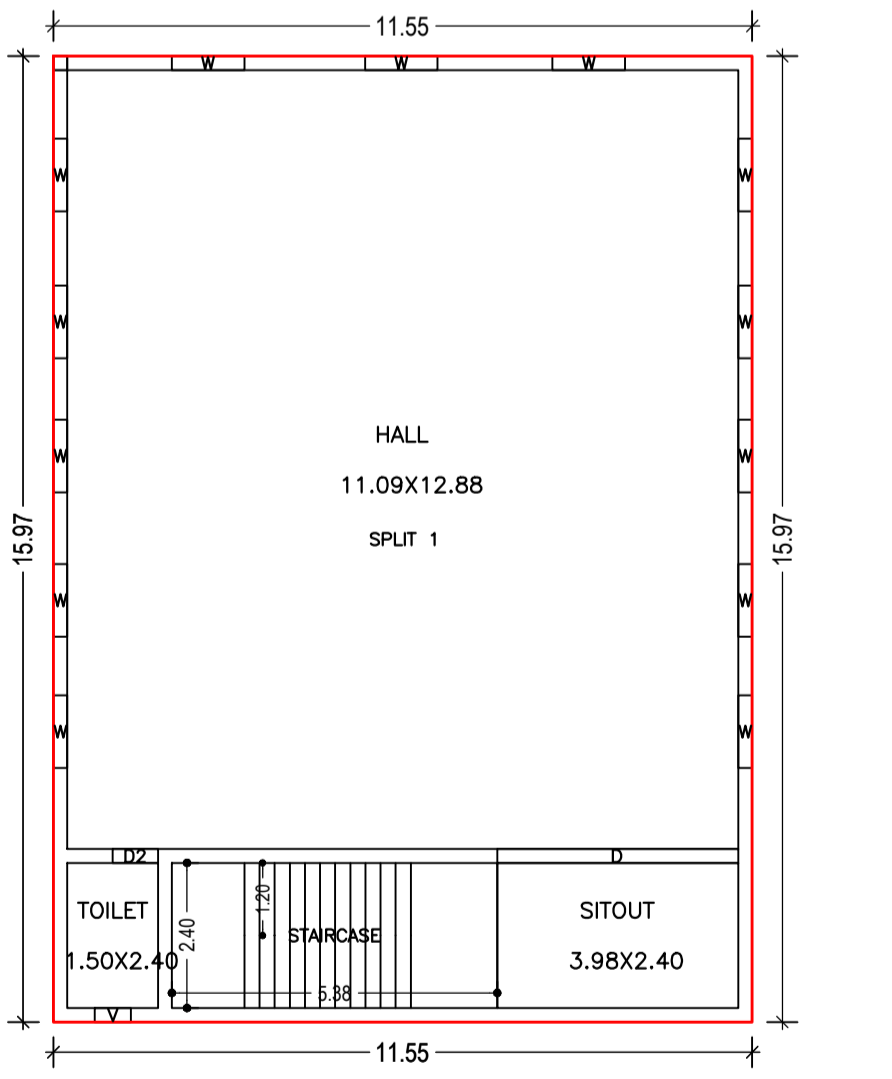 11.55
W W W
W W
W W
HALL
W W
11.09X12.88
SPLIT 1
15.97 15.97
W W
W W
D2 D
1.20
TOILET SITOUT
2.40 STAIRCASE
1.50X2.40 3.98X2.40
5.38
V
11.55